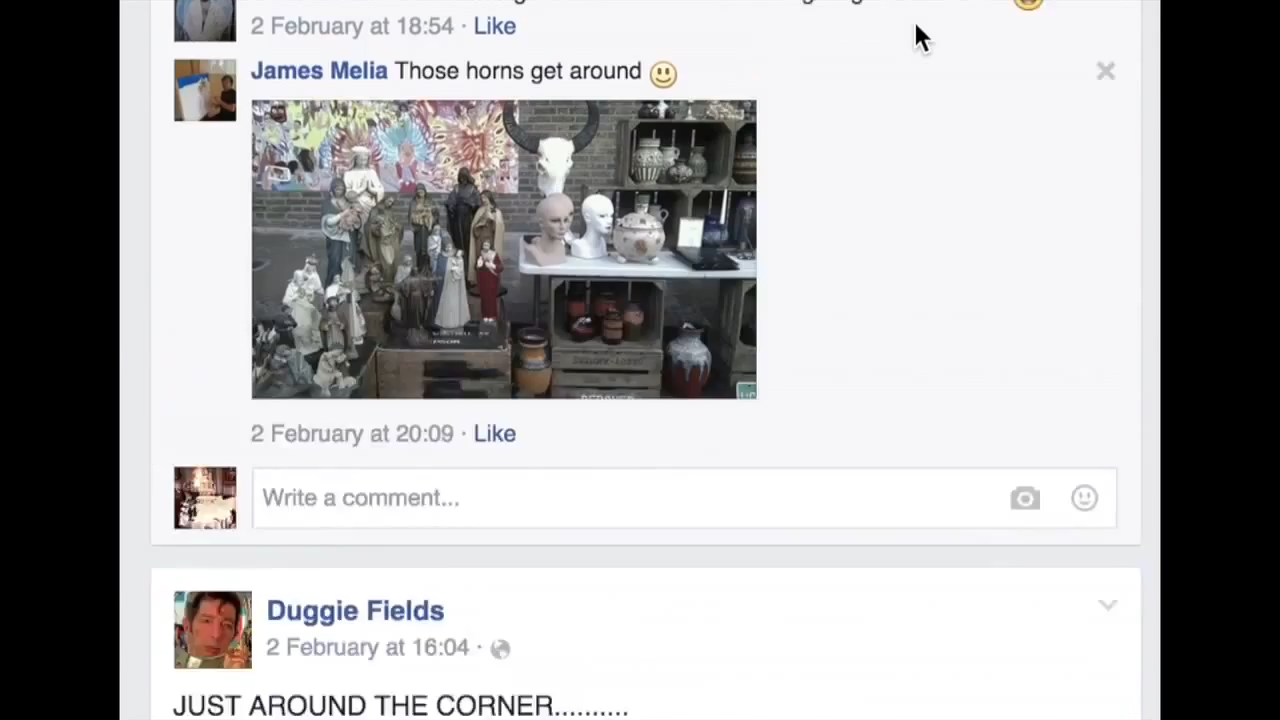 2 February at 18:54 · Like
James Melia Those horns get around
2 February at 20:09 · Like
Write a comment...
Duggie Fields
2 February at 16:04 ·
JUST AROUND THE CORNER..........